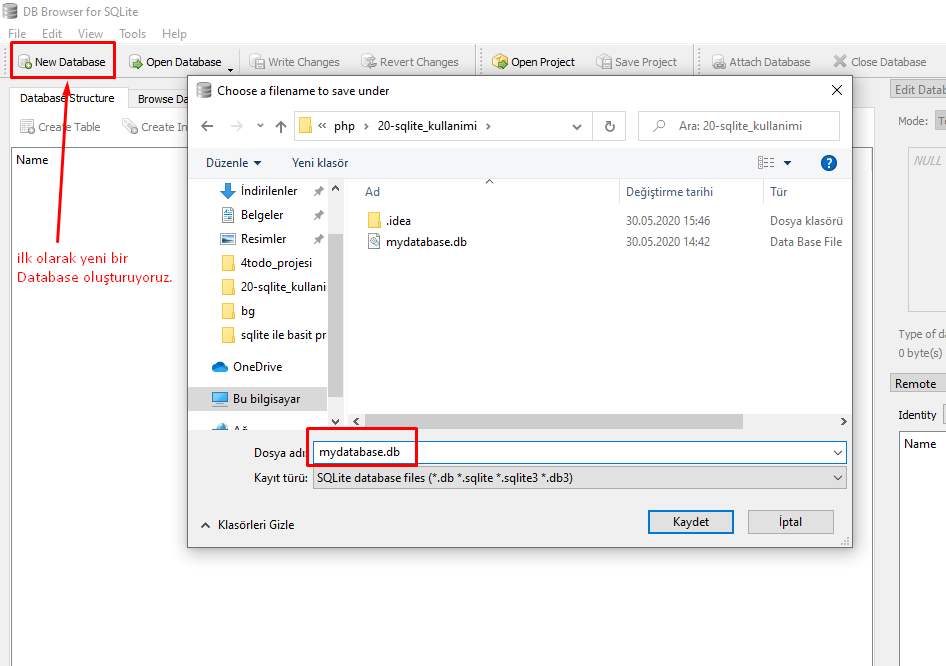 DB Browser for SQLite
File Edit View Tools Help
New Database Open Database Write Changes Revert Changes Open Project Save Project Attach Database Close Database
Database Structure Browse Da
Create Table Create In
Name
ilk olarak yeni bir
Database oluşturuyoruz.
Choose a filename to save under
« php › 20-sqlite_kullanimi › Ara: 20-sqlite_kullanimi
Düzenle Yeni klasör
İndirilenler
Belgeler
Resimler
4todo_projesi
20-sqlite_kullani
bg
sqlite ile basit pr
OneDrive
Bu bilgisayar
Ağ
Ad Değiştirme tarihi Tür
.idea 30.05.2020 15:46 Dosya klasörü
mydatabase.db 30.05.2020 14:42 Data Base File
Dosya adı: mydatabase.db
Kayıt türü: SQLite database files (*.db *.sqlite *.sqlite3 *.db3)
Klasörleri Gizle Kaydet İptal
Edit Datab
Mode: Te
NULL
Type of da
0 byte(s)
Remote
Identity
Name